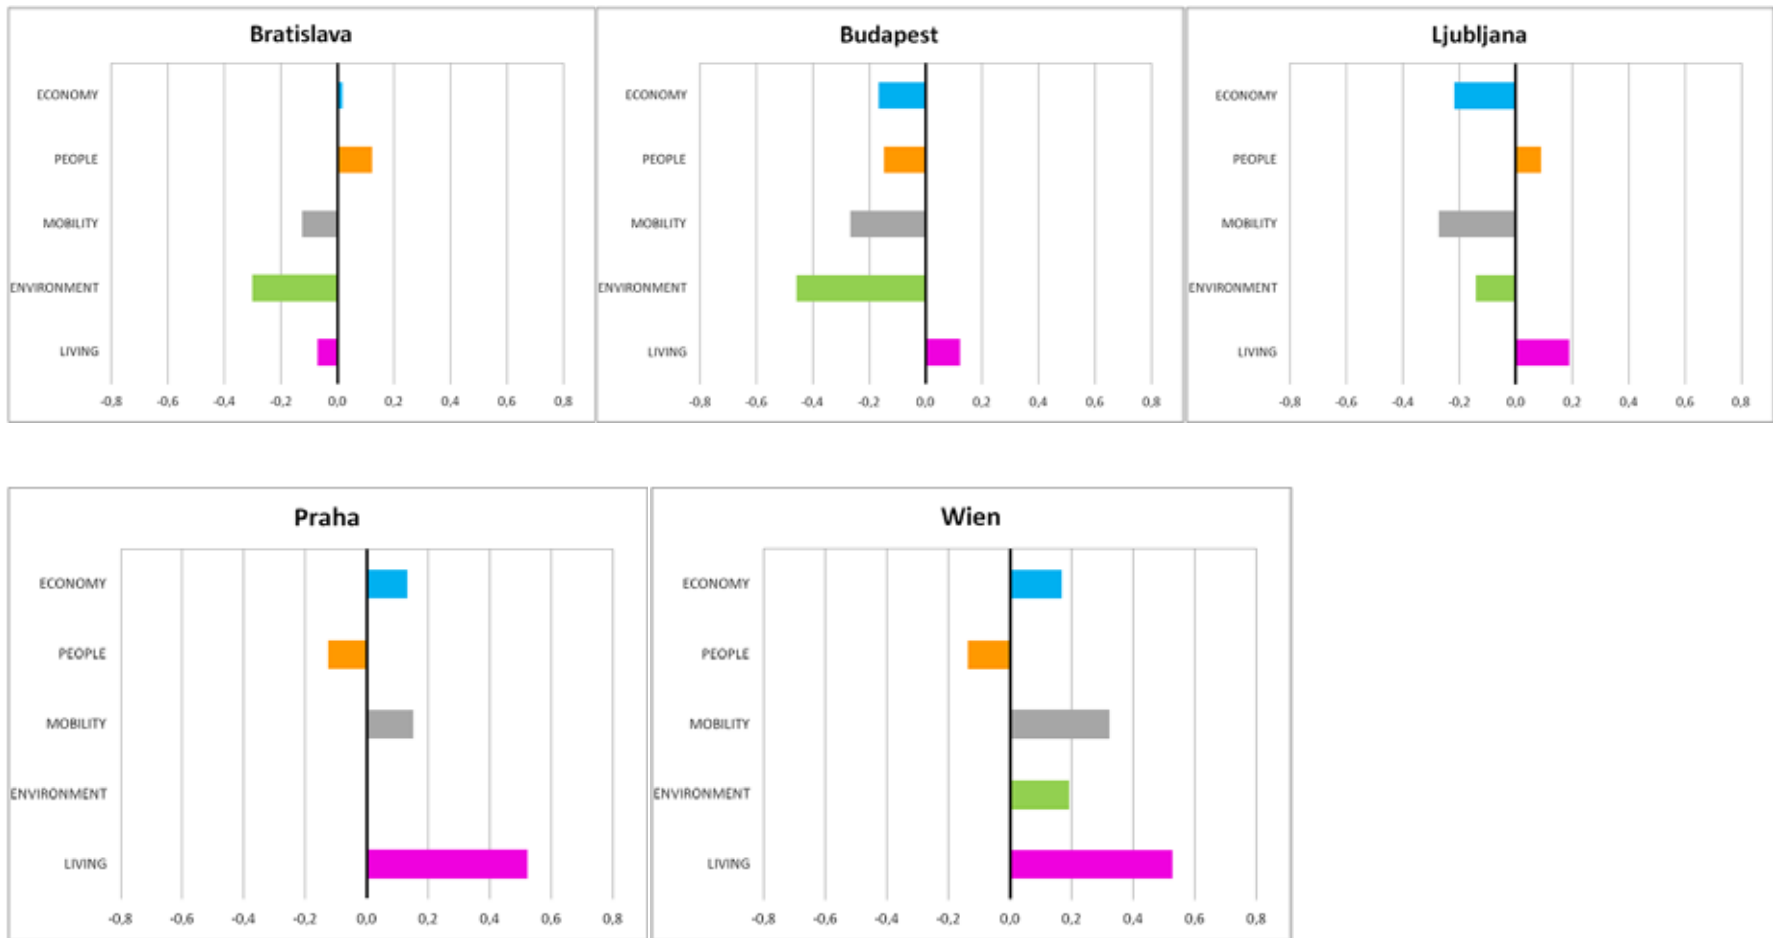 Bratislava
ECONOMY
PEOPLE
MOBILITY
ENVIRONMENT
LIVING
-0,8 -0,6 -0,4 -0,2 0,0 0,2 0,4 0,6 0,8
Budapest
ECONOMY
PEOPLE
MOBILITY
ENVIRONMENT
LIVING
-0,8 -0,6 -0,4 -0,2 0,0 0,2 0,4 0,6 0,8
Ljubljana
ECONOMY
PEOPLE
MOBILITY
ENVIRONMENT
LIVING
-0,8 -0,6 -0,4 -0,2 0,0 0,2 0,4 0,6 0,8
Praha
ECONOMY
PEOPLE
MOBILITY
ENVIRONMENT
LIVING
-0,8 -0,6 -0,4 -0,2 0,0 0,2 0,4 0,6 0,8
Wien
ECONOMY
PEOPLE
MOBILITY
ENVIRONMENT
LIVING
-0,8 -0,6 -0,4 -0,2 0,0 0,2 0,4 0,6 0,8